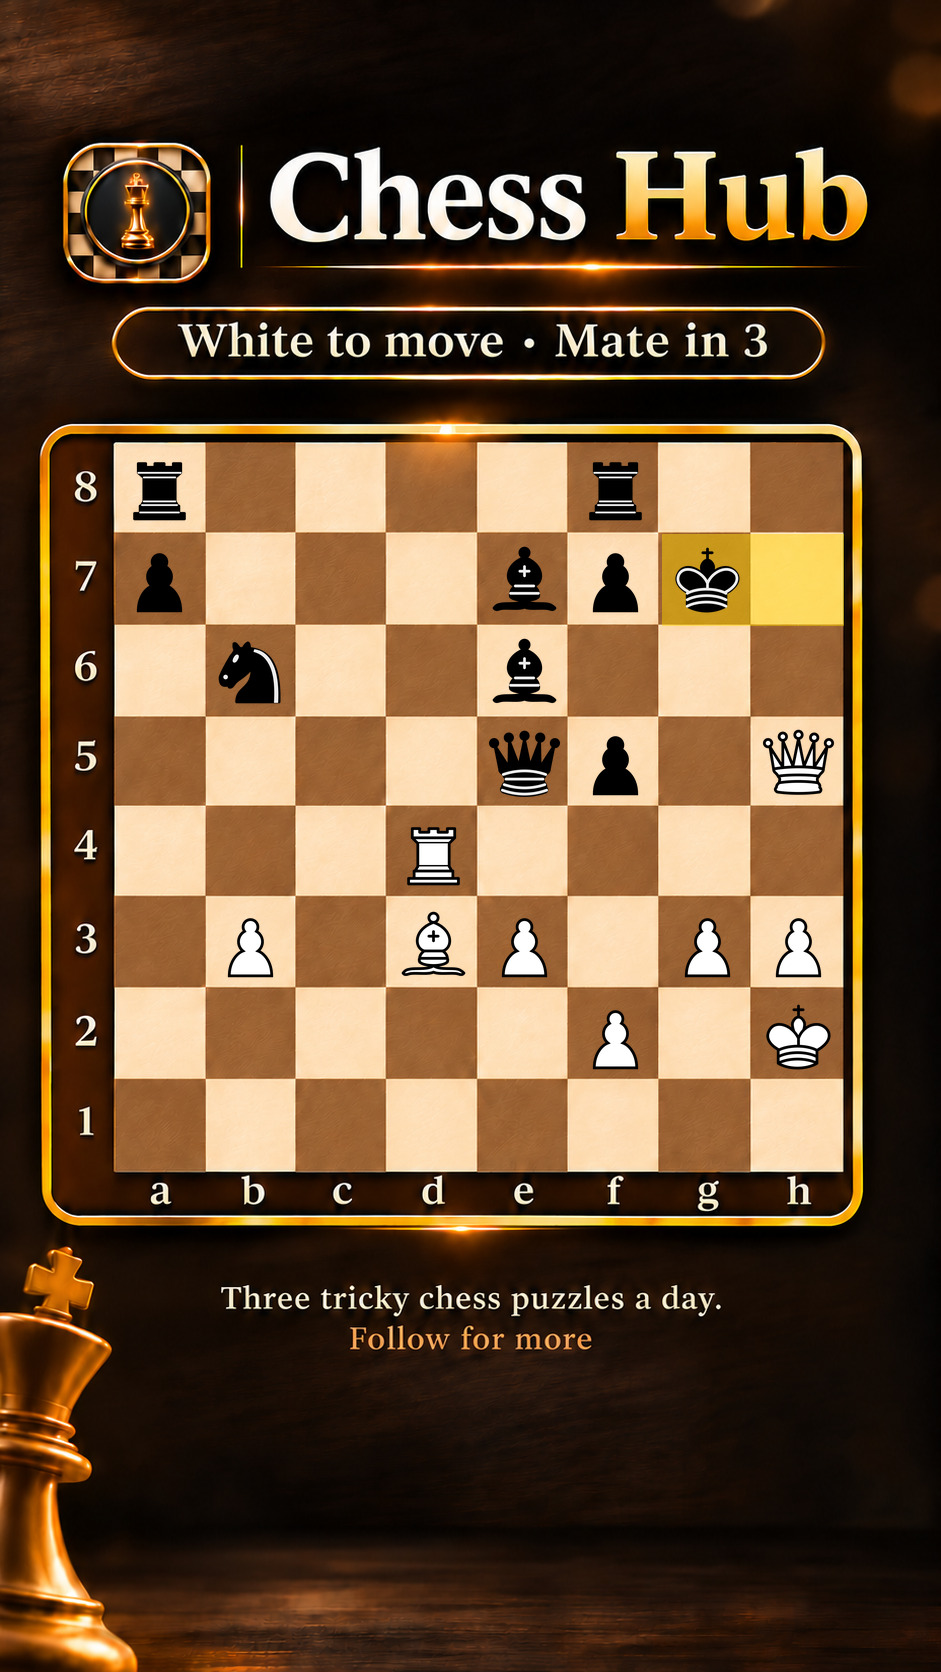 Chess Hub
White to move • Mate in 3
8
7
6
5
4
3
2
1
a b c d e f g h
Three tricky chess puzzles a day.
Follow for more